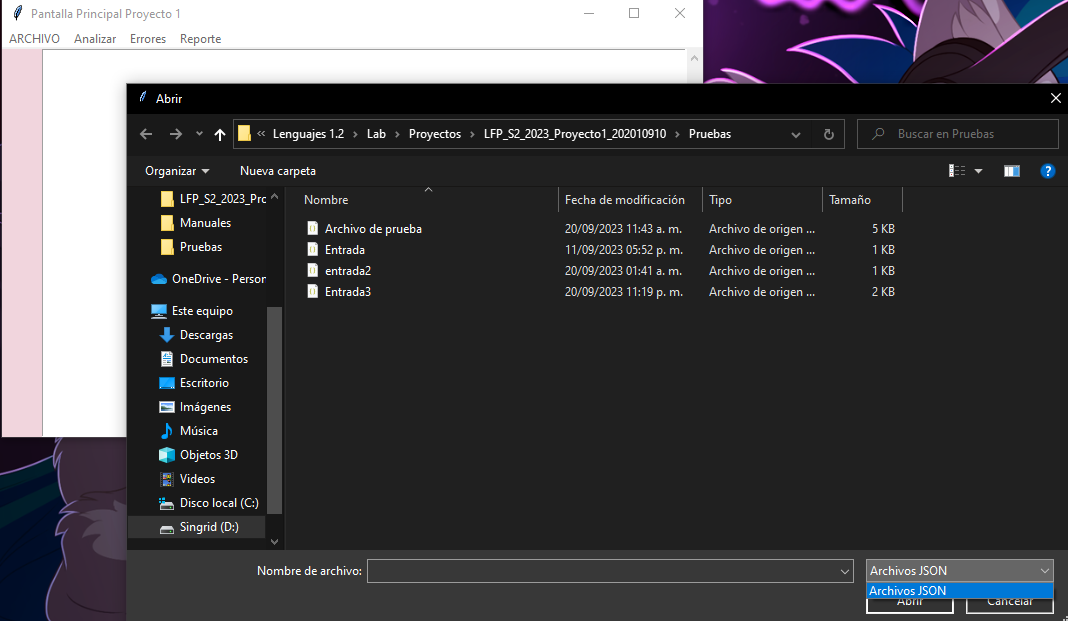 Pantalla Principal Proyecto 1
ARCHIVO Analizar Errores Reporte
Abrir
« Lenguajes 1.2 › Lab › Proyectos › LFP_S2_2023_Proyecto1_202010910 › Pruebas
Buscar en Pruebas
Organizar Nueva carpeta
LFP_S2_2023_Prc
Manuales
Pruebas
OneDrive - Person
Este equipo
Descargas
Documentos
Escritorio
Imágenes
Música
Objetos 3D
Videos
Disco local (C:)
Singrid (D:)
Nombre Fecha de modificación Tipo Tamaño
Archivo de prueba 20/09/2023 11:43 a. m. Archivo de origen ... 5 KB
Entrada 11/09/2023 05:52 p. m. Archivo de origen ... 1 KB
entrada2 20/09/2023 01:41 a. m. Archivo de origen ... 1 KB
Entrada3 20/09/2023 11:19 p. m. Archivo de origen ... 2 KB
Nombre de archivo: Archivos JSON
Archivos JSON
Abrir Cancelar